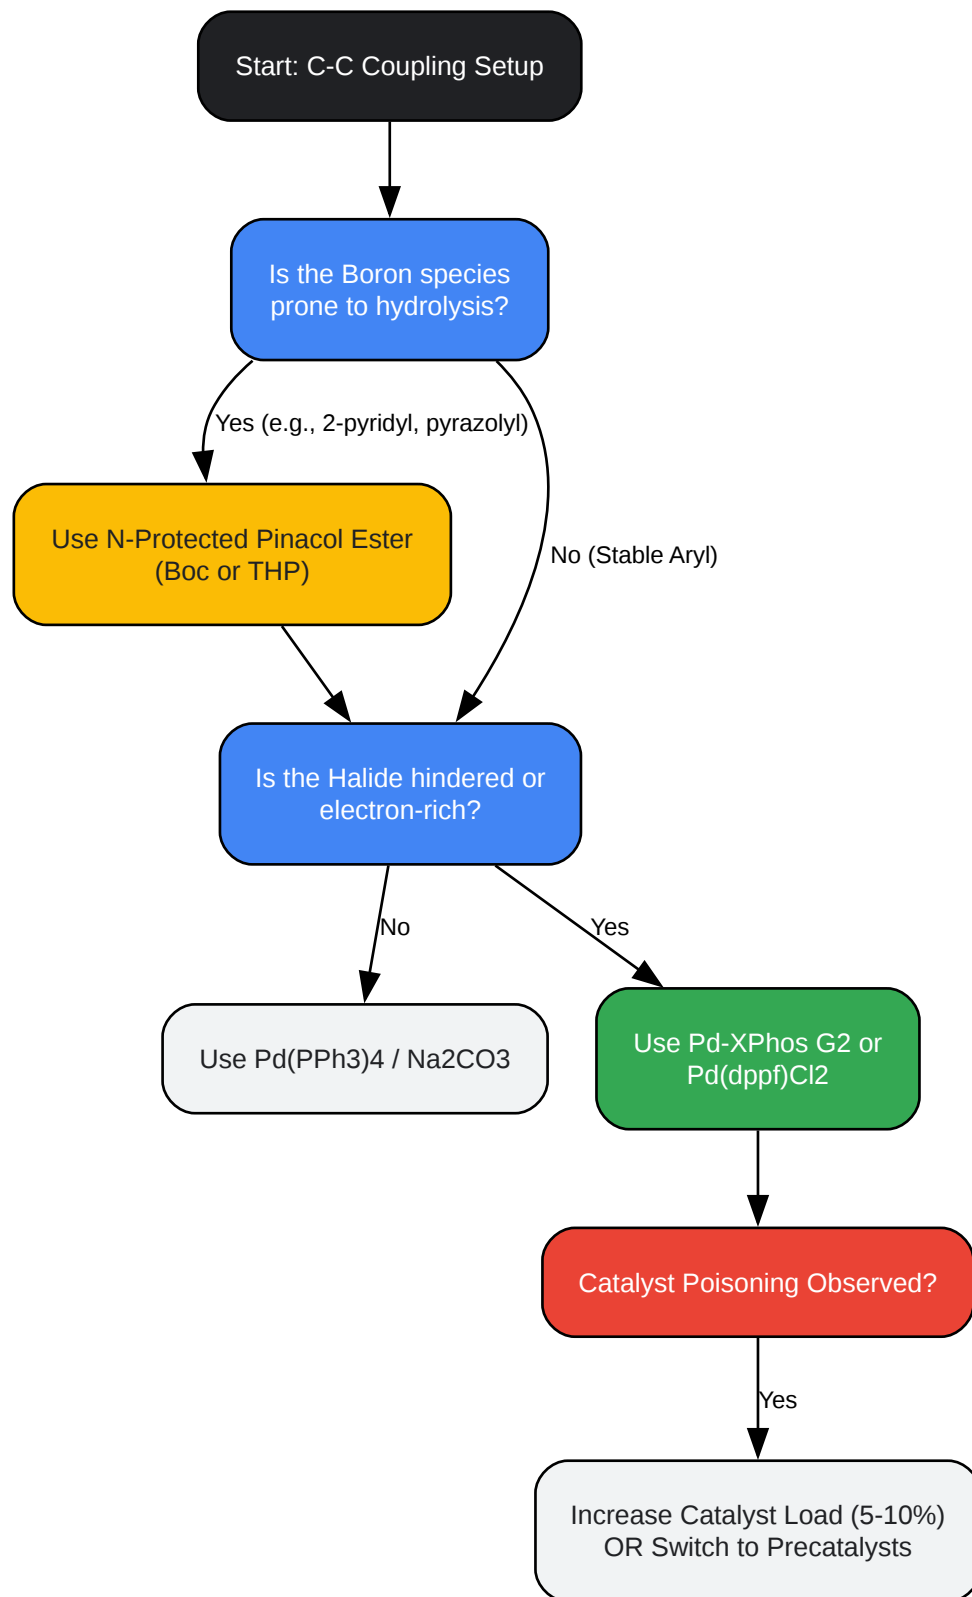 Start: C-C Coupling Setup
Is the Boron species
prone to hydrolysis?
Yes (e.g., 2-pyridyl, pyrazolyl)
Use N-Protected Pinacol Ester
(Boc or THP)
No (Stable Aryl)
Is the Halide hindered or
electron-rich?
No
Yes
Use Pd(PPh3)4 / Na2CO3
Use Pd-XPhos G2 or
Pd(dppf)Cl2
Catalyst Poisoning Observed?
Yes
Increase Catalyst Load (5-10%)
OR Switch to Precatalysts